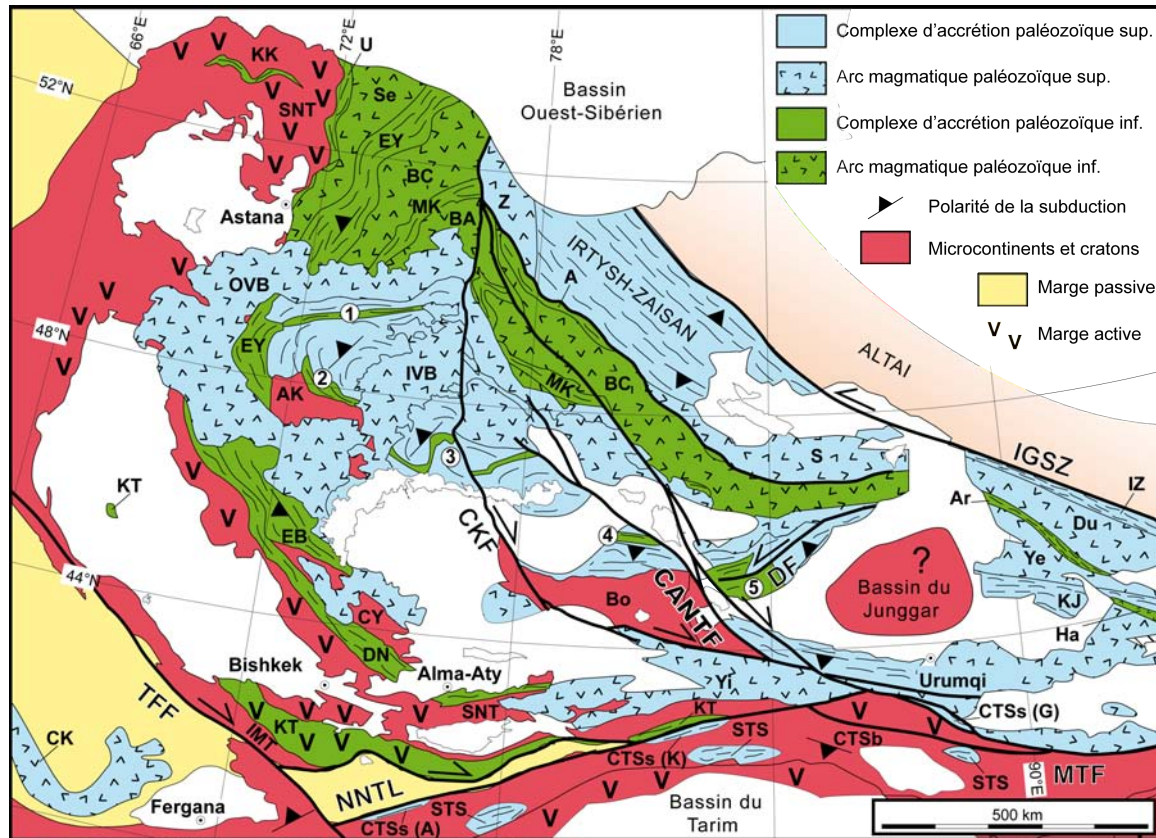 66°E
72°E
U
78°E
Complexe d'accrétion paléozoïque sup.
KK
52°N
Bassin
Ouest-Sibérien
Arc magmatique paléozoïque sup.
Se
SNT
Complexe d'accrétion paléozoïque inf.
EY
Arc magmatique paléozoïque inf.
BC
Z
MK
BA
Astana
Polarité de la subduction
Microcontinents et cratons
IRTYSH-ZAISAN
A
OVB
Marge passive
1
48°N
V
V
Marge active
EY
ALTAI
2
IVB
AK
MK
BC
3
S
IGSZ
KT
IZ
Ar
Du
EB
CKF
4
?
Ye
44°N
5
DF
Bassin du
Junggar
KJ
CY
Bo
CANTF
Ha
DN
Bishkek
Alma-Aty
Yi
Urumqi
TFF
SNT
KT
CTSs (G)
KT
STS
IMT
CTSb
CK
CTSs (K)
90°E
MTF
NNTL
STS
Fergana
STS
Bassin du
Tarim
CTSs (A)
500 km